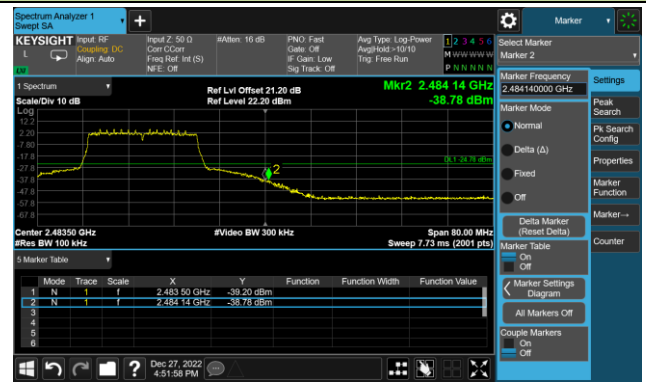 Spectrum Analyzer 1
Swept SA
+
Marker
KEYSIGHT
L
Input: RF
Coupling: DC
Align: Auto
Input Z: 50 Ω
Corr CCorr
Freq Ref: Int (S)
NFE: Off
#Atten: 16 dB
PNO: Fast
Gate: Off
IF Gain: Low
Sig Track: Off
Avg Type: Log-Power
Avg|Hold:>10/10
Trig: Free Run
1 2 3 4 5 6
M W W W W W
P N N N N N
Select Marker
Marker 2
1 Spectrum
Scale/Div 10 dB
Ref Lvl Offset 21.20 dB
Ref Level 22.20 dBm
Mkr2 2.484 14 GHz
-38.78 dBm
Log
12.2
2.20
-7.80
-17.8
-27.8
-37.8
-47.8
-57.8
-67.8
DL1 -24.78 dBm
2
Center 2.48350 GHz
#Res BW 100 kHz
#Video BW 300 kHz
Span 80.00 MHz
Sweep 7.73 ms (2001 pts)
5 Marker Table
Mode Trace Scale X Y Function Function Width Function Value
1 N 1 f 2.483 50 GHz -39.20 dBm
2 N 1 f 2.484 14 GHz -38.78 dBm
3
4
5
6
Marker Frequency
2.484140000 GHz
Marker Mode
Normal
Delta (Δ)
Fixed
Off
Delta Marker
(Reset Delta)
Marker Table
On
Off
Marker Settings
Diagram
All Markers Off
Couple Markers
On
Off
Settings
Peak
Search
Pk Search
Config
Properties
Marker
Function
Marker→
Counter
?
Dec 27, 2022
4:51:58 PM